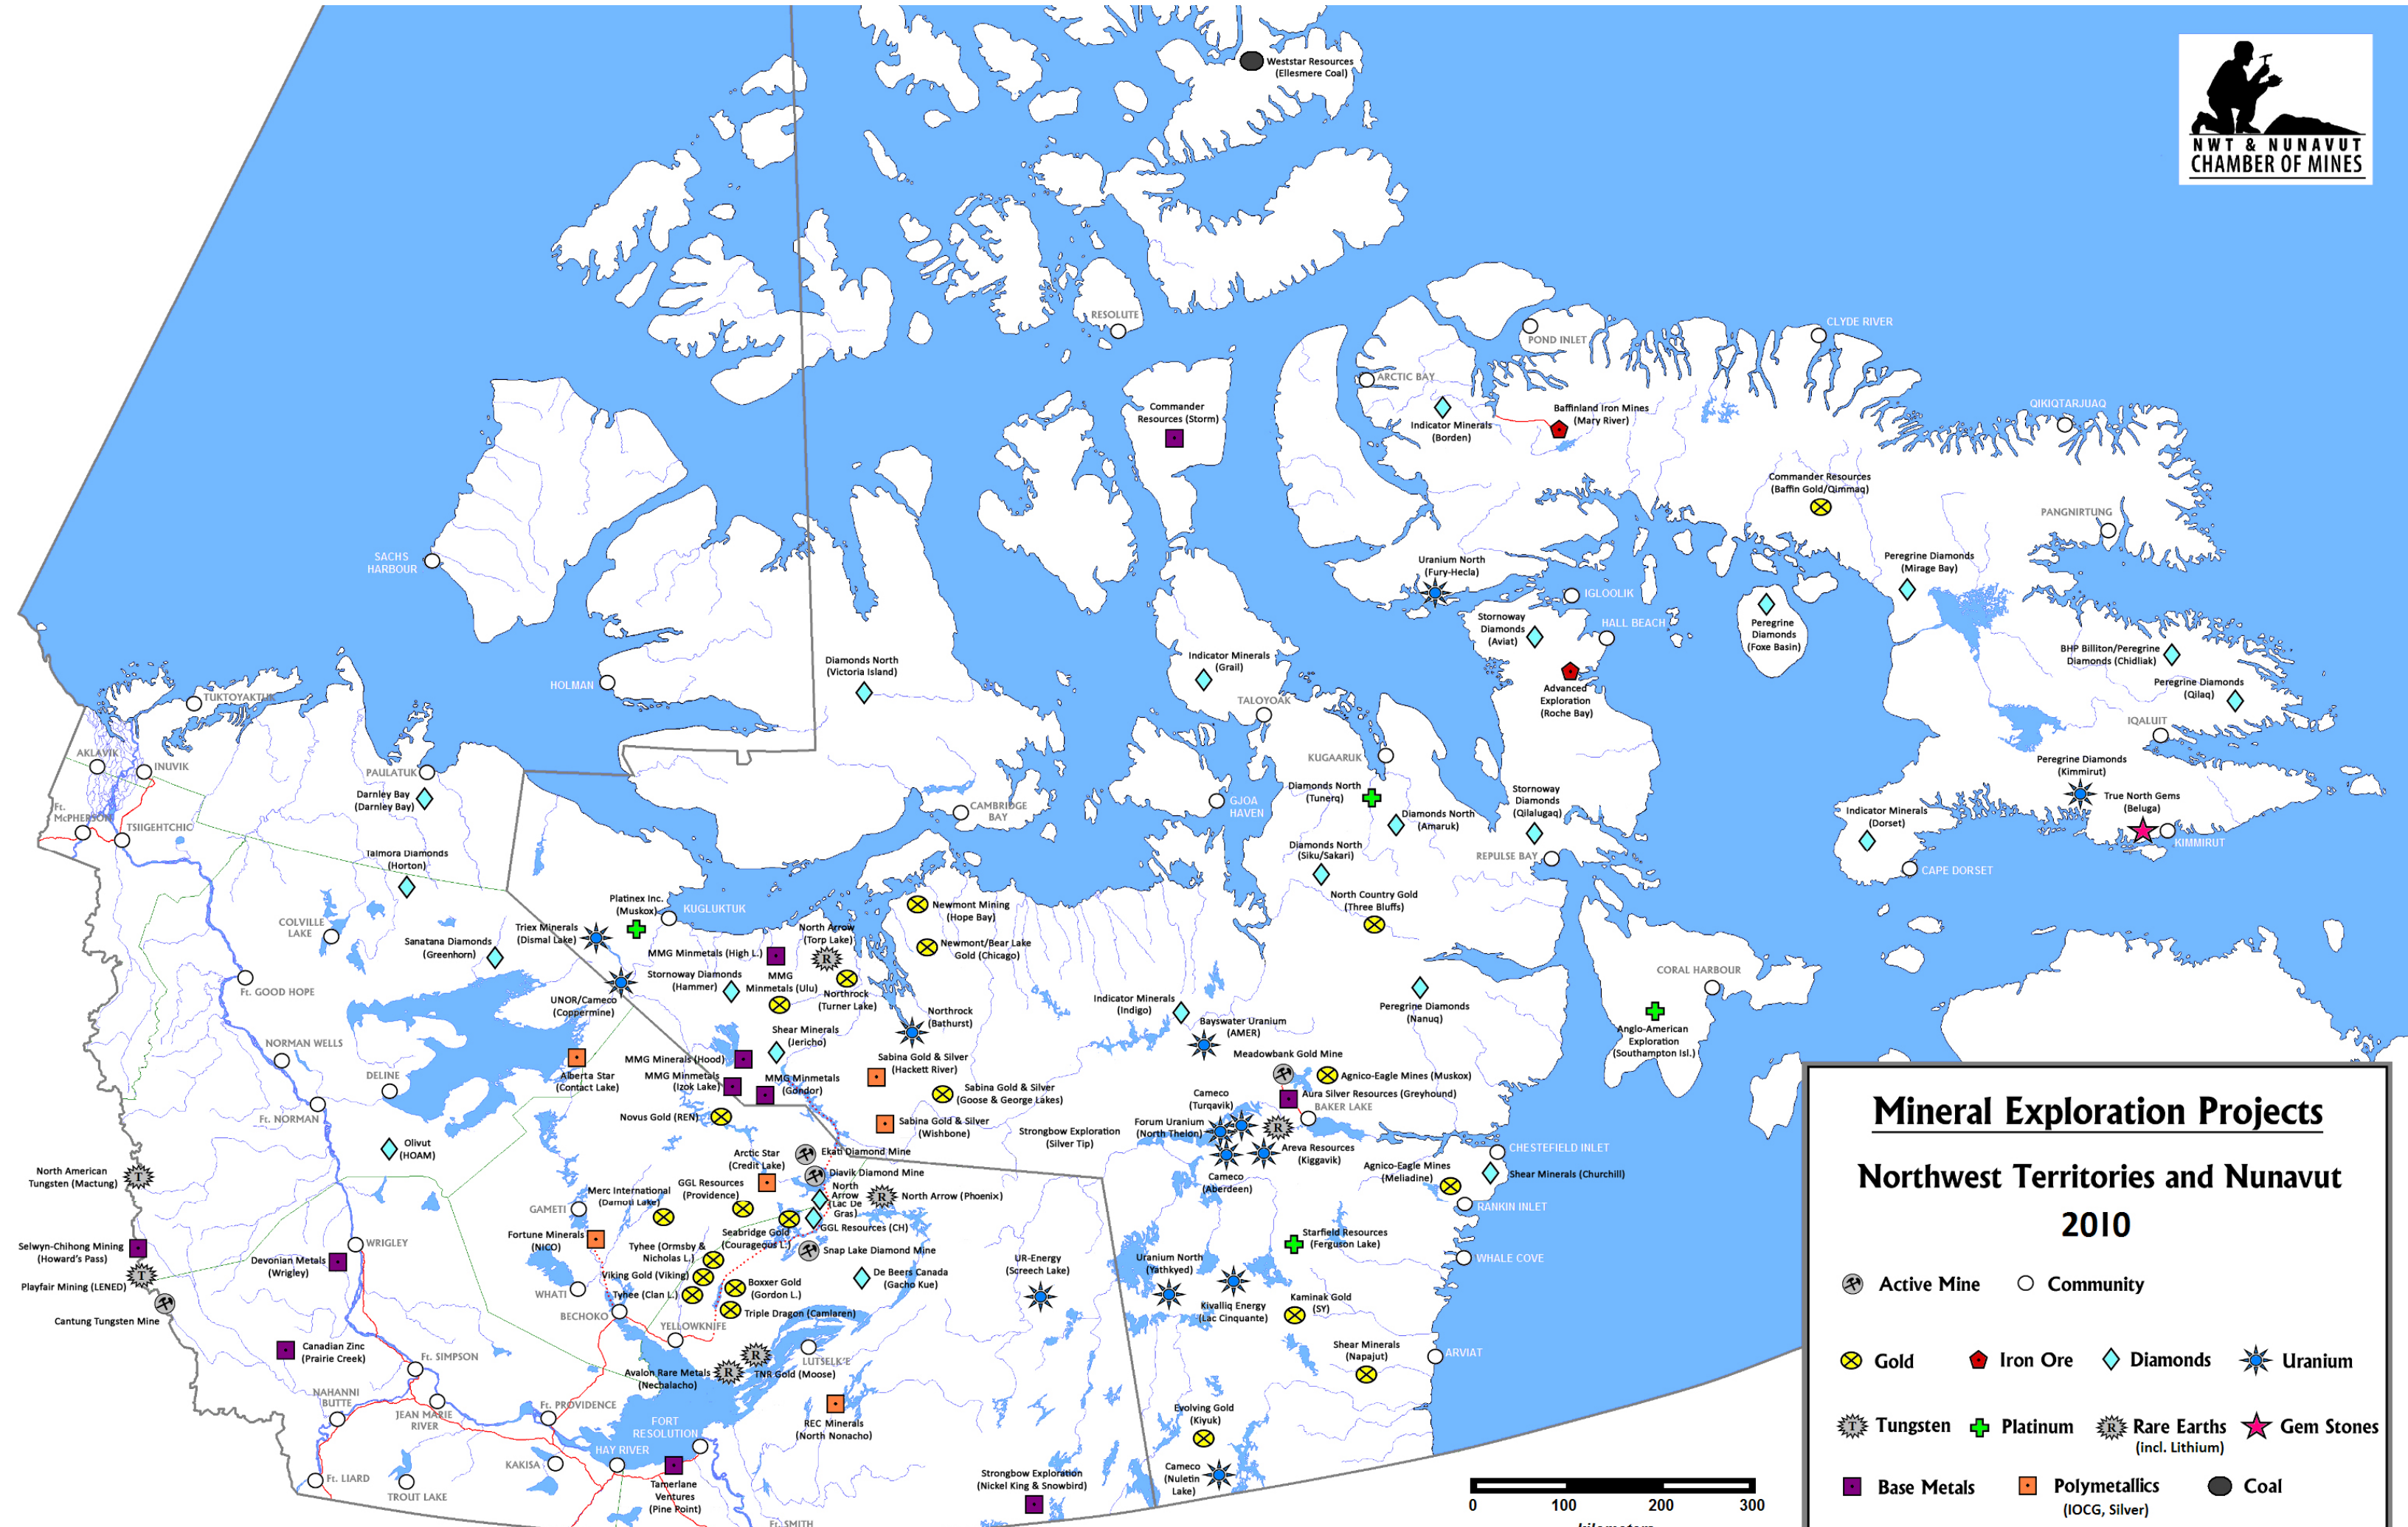 Weststar Resources
(Ellesmere Coal)
NWT & NUNAVUT
CHAMBER OF MINES
RESOLUTE
POND INLET
CLYDE RIVER
ARCTIC BAY
Indicator Minerals
(Borden)
Baffinland Iron Mines
(Mary River)
Commander
Resources (Storm)
QIKIQTARJUAQ
Commander Resources
(Baffin Gold/Qimmaq)
PANGNIRTUNG
SACHS
HARBOUR
Uranium North
(Fury-Hecla)
IGLOOLIK
Peregrine Diamonds
(Mirage Bay)
Stornoway
Diamonds
(Aviat)
HALL BEACH
Peregrine
Diamonds
(Foxe Basin)
BHP Billiton/Peregrine
Diamonds (Chidliak)
Peregrine Diamonds
(Qilaq)
HOLMAN
Diamonds North
(Victoria Island)
Indicator Minerals
(Grail)
TALOYOAK
Advanced
Exploration
(Roche Bay)
IQALUIT
TUKTOYAKTUK
AKLAVIK
INUVIK
PAULATUK
Darnley Bay
(Darnley Bay)
KUGAARUK
Diamonds North
(Tunerq)
Diamonds North
(Amaruk)
Stornoway
Diamonds
(Qilalugaq)
Peregrine Diamonds
(Kimmirut)
True North Gems
(Beluga)
KIMMIRUT
Indicator Minerals
(Dorset)
CAPE DORSET
Ft.
McPHERSON
TSIIGEHTCHIC
CAMBRIDGE
BAY
GJOA
HAVEN
Talmora Diamonds
(Horton)
Diamonds North
(Siku/Sakari)
REPULSE BAY
North Country Gold
(Three Bluffs)
COLVILLE
LAKE
Platinex Inc.
(Muskox)
KUGLUKTUK
Newmont Mining
(Hope Bay)
Triex Minerals
(Dismal Lake)
North Arrow
(Torp Lake)
Newmont/Bear Lake
Gold (Chicago)
Sanatana Diamonds
(Greenhorn)
MMG Minmetals (High L.)
Stornoway Diamonds
(Hammer)
MMG
Minmetals (Ulu)
Northrock
(Turner Lake)
CORAL HARBOUR
Ft. GOOD HOPE
UNOR/Cameco
(Coppermine)
Northrock
(Bathurst)
Indicator Minerals
(Indigo)
Peregrine Diamonds
(Nanuq)
Bayswater Uranium
(AMER)
Anglo-American
Exploration
(Southampton Isl.)
NORMAN WELLS
Shear Minerals
(Jericho)
MMG Minerals (Hood)
Sabina Gold & Silver
(Hackett River)
Meadowbank Gold Mine
DELINE
Alberta Star
(Contact Lake)
MMG Minmetals
(Izok Lake)
MMG Minmetals
(Gondor)
Sabina Gold & Silver
(Goose & George Lakes)
Agnico-Eagle Mines (Muskox)
Aura Silver Resources (Greyhound)
BAKER LAKE
Ft. NORMAN
Novus Gold (REN)
Cameco
(Turqavik)
Sabina Gold & Silver
(Wishbone)
Strongbow Exploration
(Silver Tip)
Forum Uranium
(North Thelon)
Olivut
(HOAM)
Arctic Star
(Credit Lake)
Ekati Diamond Mine
Areva Resources
(Kiggavik)
CHESTEFIELD INLET
North American
Tungsten (Mactung)
Diavik Diamond Mine
Cameco
(Aberdeen)
Agnico-Eagle Mines
(Meliadine)
Shear Minerals (Churchill)
GGL Resources
(Providence)
North
Arrow
(Lac De
Gras)
North Arrow (Phoenix)
Merc International
(Damoti Lake)
GAMETI
GGL Resources (CH)
RANKIN INLET
Fortune Minerals
(NICO)
Seabridge Gold
(Courageous L.)
Starfield Resources
(Ferguson Lake)
WRIGLEY
Selwyn-Chihong Mining
(Howard's Pass)
Devonian Metals
(Wrigley)
Tyhee (Ormsby &
Nicholas L.)
Snap Lake Diamond Mine
WHALE COVE
Playfair Mining (LENED)
Viking Gold (Viking)
De Beers Canada
(Gacho Kue)
UR-Energy
(Screech Lake)
Uranium North
(Yathkyed)
WHATI
Tyhee (Clan L.)
Boxxer Gold
(Gordon L.)
Kivalliq Energy
(Lac Cinquante)
Kaminak Gold
(SY)
Cantung Tungsten Mine
BECHOKO
Triple Dragon (Camlaren)
YELLOWKNIFE
Canadian Zinc
(Prairie Creek)
Ft. SIMPSON
LUTSELK'E
Avalon Rare Metals
(Nechalacho)
TNR Gold (Moose)
Shear Minerals
(Napajut)
ARVIAT
NAHANNI
BUTTE
JEAN MARIE
RIVER
Ft. PROVIDENCE
FORT
RESOLUTION
REC Minerals
(North Nonacho)
Evolving Gold
(Kiyuk)
HAY RIVER
KAKISA
Ft. LIARD
TROUT LAKE
Tamerlane
Ventures
(Pine Point)
Strongbow Exploration
(Nickel King & Snowbird)
Cameco
(Nuletin
Lake)
Ft. SMITH
0 100 200 300
kilometers
Mineral Exploration Projects
Northwest Territories and Nunavut
2010
Active Mine
Community
Gold
Iron Ore
Diamonds
Uranium
T Tungsten
Platinum
R Rare Earths
(incl. Lithium)
Gem Stones
Base Metals
Polymetallics
(IOCG, Silver)
Coal